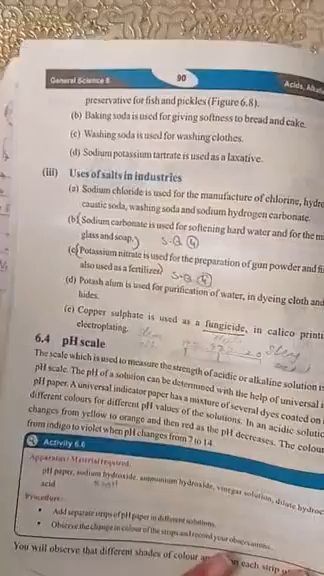 General Science 8
90
Acids, Alkal
preservative for fish and pickles (Figure 6.8).
(b) Baking soda is used for giving softness to bread and cake.
(c) Washing soda is used for washing clothes.
(d) Sodium potassium tartrate is used as a laxative.
(iii) Uses of salts in industries
(a) Sodium chloride is used for the manufacture of chlorine, hydro
caustic soda, washing soda and sodium hydrogen carbonate.
(b) Sodium carbonate is used for softening hard water and for the m
glass and soap. S-Q 4
(c) Potassium nitrate is used for the preparation of gun powder and fi
also used as a fertilizer. S-Q 4
(d) Potash alum is used for purification of water, in dyeing cloth and
hides.
(e) Copper sulphate is used as a fungicide, in calico printi
electroplating.
6.4 pH scale
The scale which is used to measure the strength of acidic or alkaline solution is
pH scale. The pH of a solution can be determined with the help of universal i
pH paper. A universal indicator paper has a mixture of several dyes coated on
different colours for different pH values of the solutions. In an acidic solutio
changes from yellow to orange and then red as the pH decreases. The colour
from indigo to violet when pH changes from 7 to 14.
Activity 6.6
Apparatus / Material required:
pH paper, sodium hydroxide, ammonium hydroxide, vinegar solution, dilute hydroc
acid
Procedure:
• Add separate strips of pH paper in different solutions.
• Observe the change in colour of the strips and record your observations.
You will observe that different shades of colour on each strip